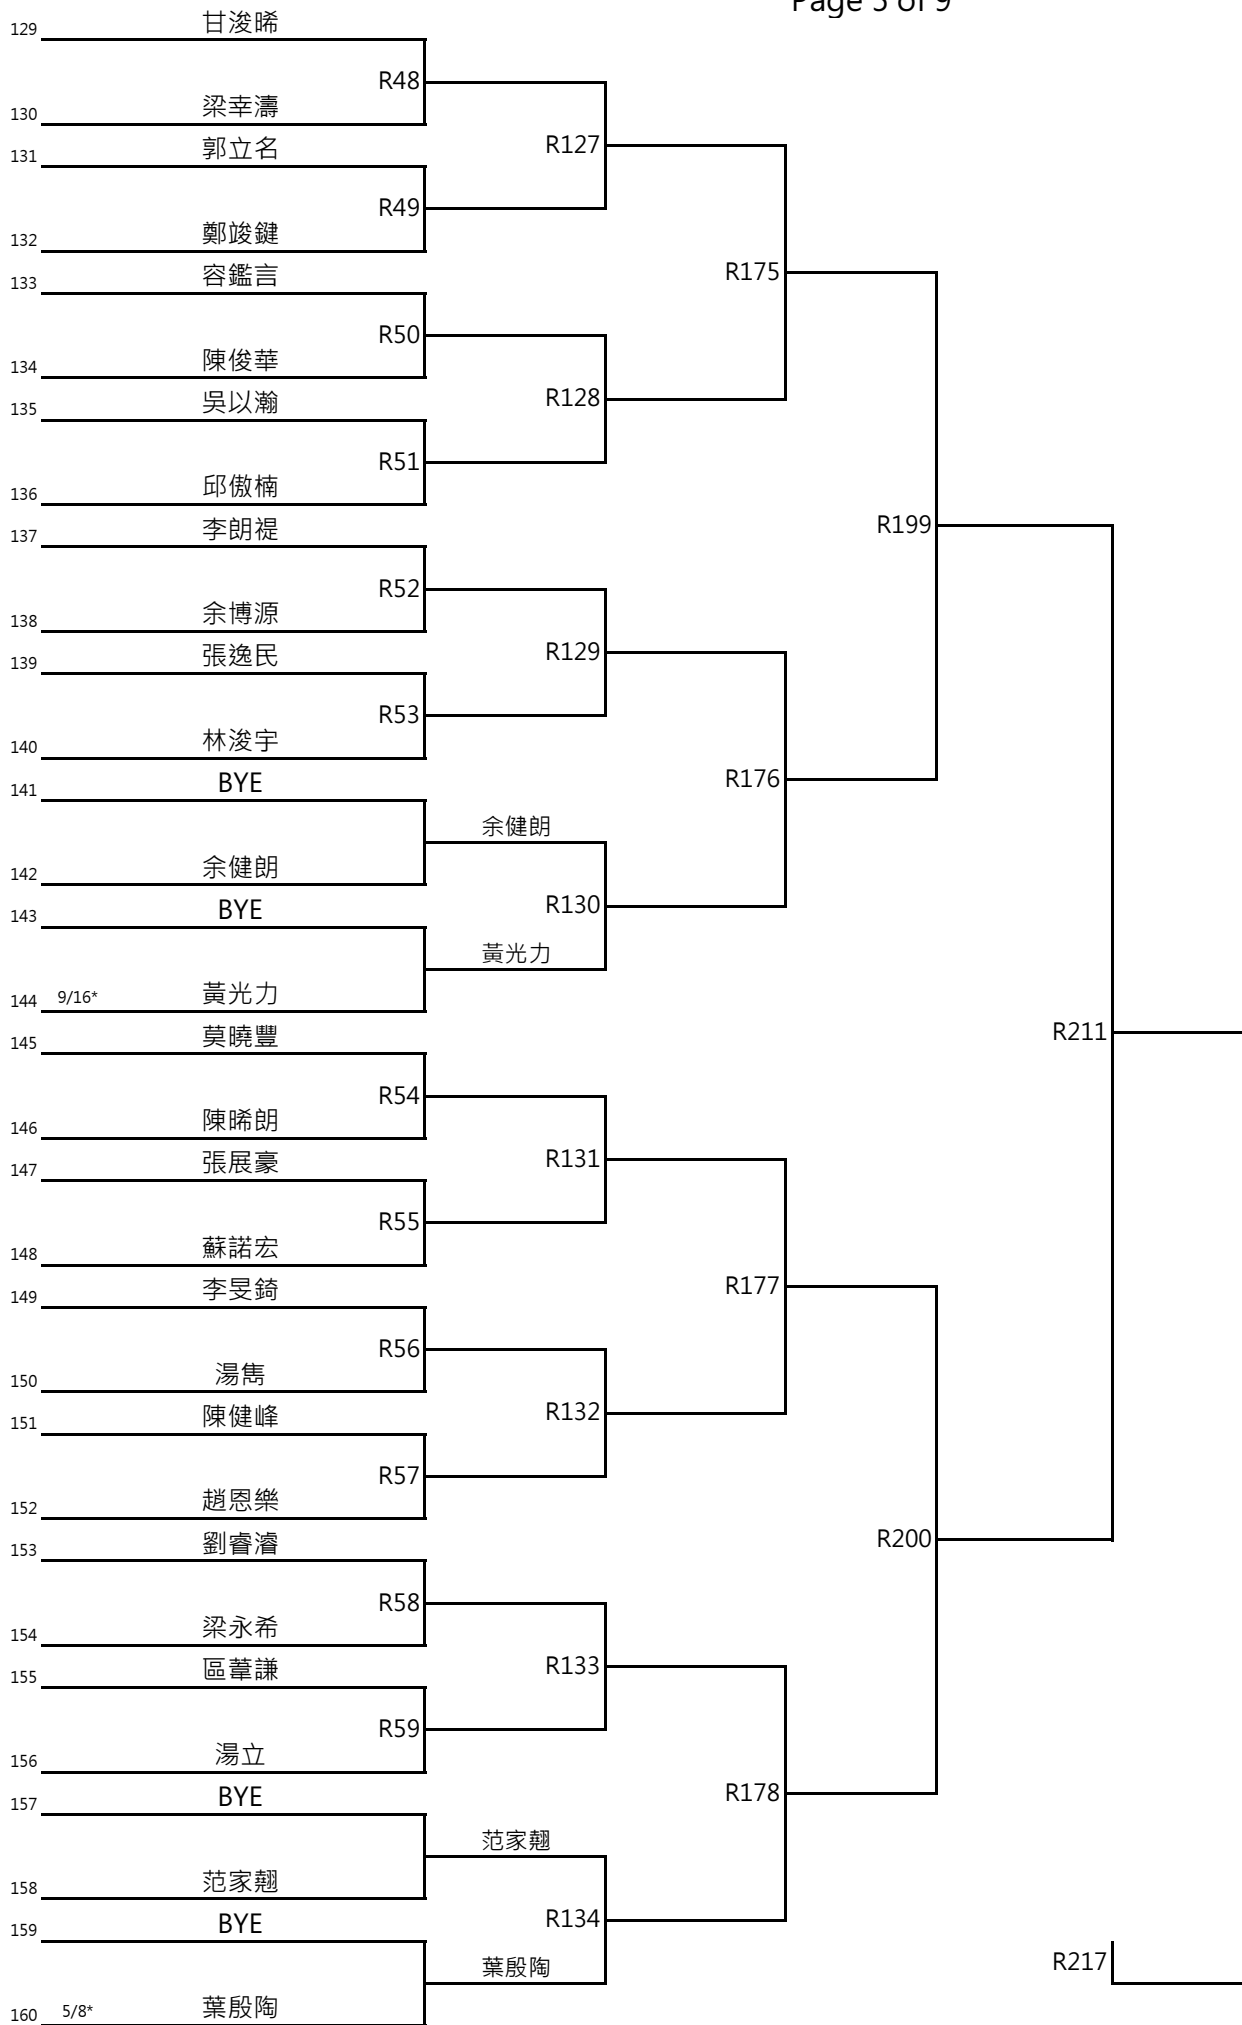 Page 5 of 9
129 甘浚晞
R48
130 梁幸濤
R127
131 郭立名
R49
132 鄭竣鍵
R175
133 容鑑言
R50
134 陳俊華
R128
135 吳以瀚
R51
136 邱傲楠
R199
137 李朗褆
R52
138 余博源
R129
139 張逸民
R53
140 林浚宇
R176
141 BYE
余健朗
142 余健朗
R130
143 BYE
黃光力
144 9/16* 黃光力
R211
145 莫曉豐
R54
146 陳晞朗
R131
147 張展豪
R55
148 蘇諾宏
R177
149 李旻錡
R56
150 湯雋
R132
151 陳健峰
R57
152 趙恩樂
R200
153 劉睿濬
R58
154 梁永希
R133
155 區葦謙
R59
156 湯立
R178
157 BYE
范家翹
158 范家翹
R134
159 BYE
葉殷陶
R217
160 5/8* 葉殷陶